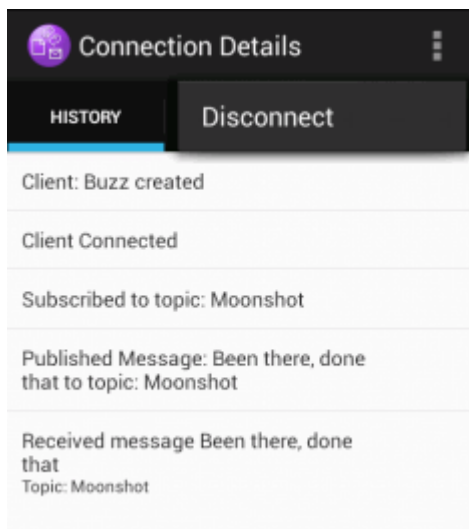 Connection Details
HISTORY
Disconnect
Client: Buzz created
Client Connected
Subscribed to topic: Moonshot
Published Message: Been there, done
that to topic: Moonshot
Received message Been there, done
that
Topic: Moonshot